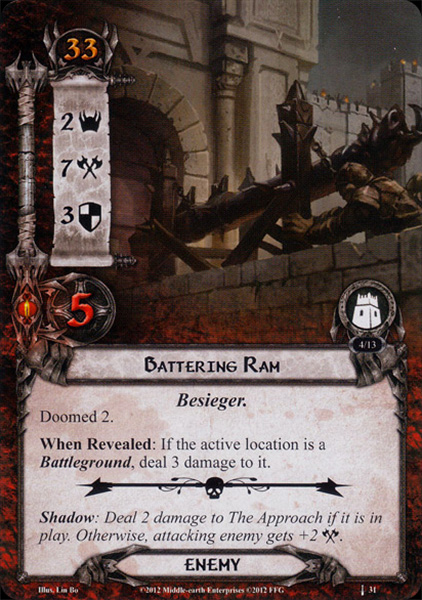 33
2
7
3
5
4/13
Battering Ram
Besieger.
Doomed 2.
When Revealed: If the active location is a
Battleground, deal 3 damage to it.
Shadow: Deal 2 damage to The Approach if it is in
play. Otherwise, attacking enemy gets +2
ENEMY
Illus. Lin Bo ©2012 Middle-earth Enterprises ©2012 FFG 31